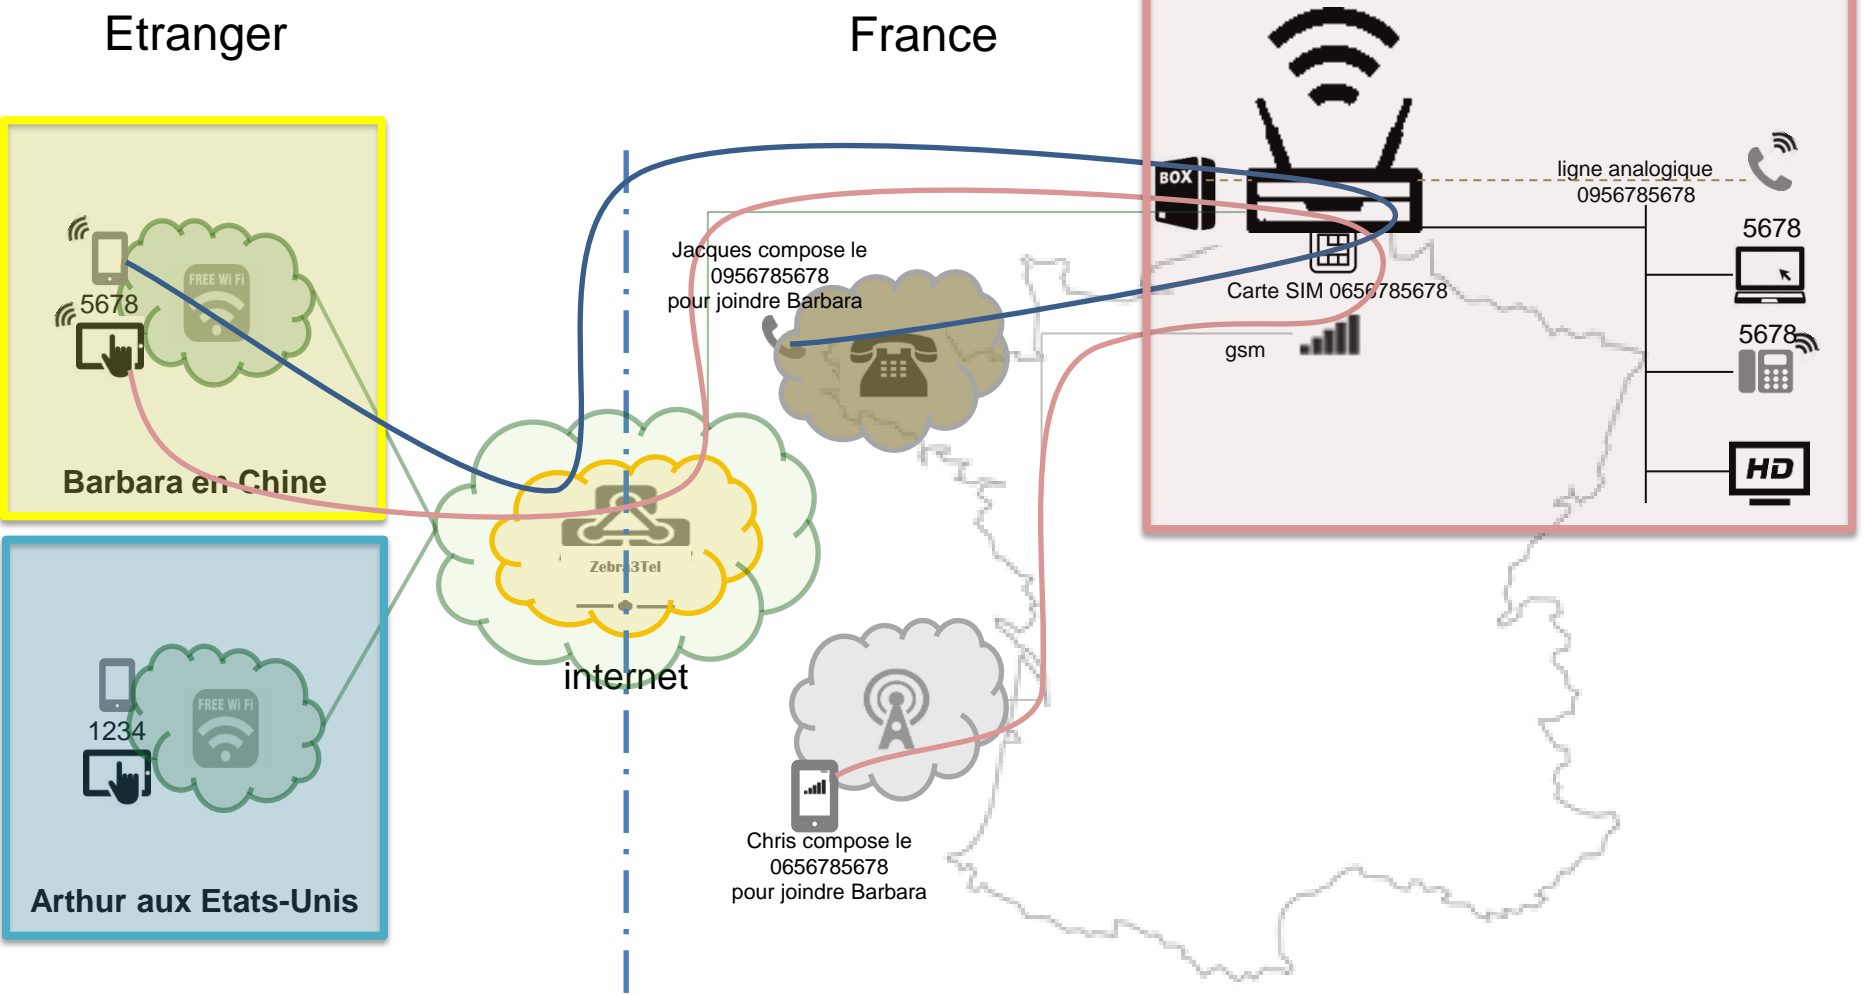 Etranger
France
BOX
ligne analogique
0956785678
5678
5678
HD
Carte SIM 0656785678
gsm
Jacques compose le
0956785678
pour joindre Barbara
FREE Wi Fi
5678
Barbara en Chine
Zebra3Tel
internet
FREE Wi Fi
1234
Arthur aux Etats-Unis
Chris compose le
0656785678
pour joindre Barbara